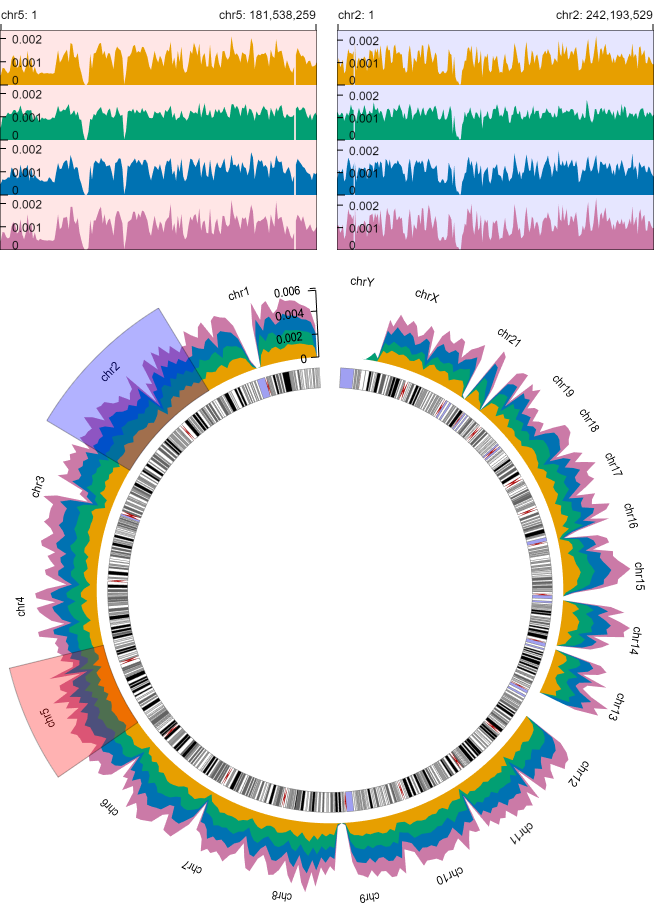 chr5: 1
chr5: 181,538,259
chr2: 1
chr2: 242,193,529
0.002
0.001
0
0.002
0.001
0
0.002
0.001
0
0.002
0.001
0
0.002
0.001
0
0.002
0.001
0
0.002
0.001
0
0.002
0.001
0
0.006
0.004
0.002
0
chr1
chr2
chr3
chr4
chr5
chr6
chr7
chr8
chr9
chr10
chr11
chr12
chr13
chr14
chr15
chr16
chr17
chr18
chr19
chr21
chrX
chrY